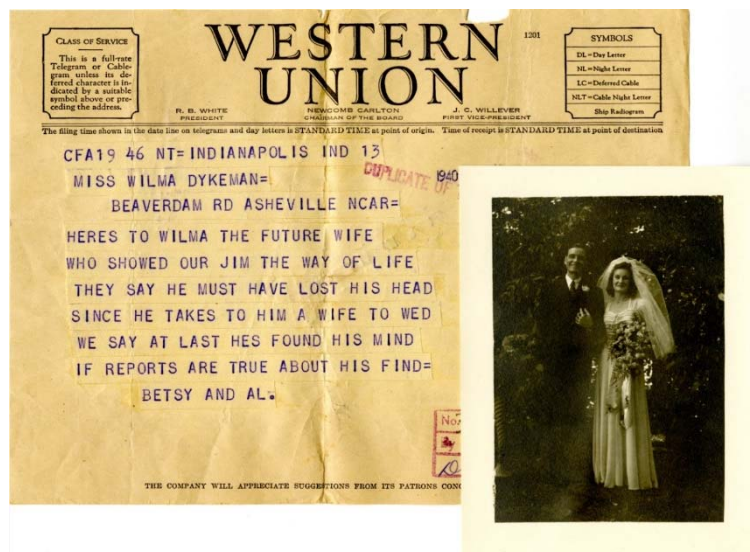 CLASS OF SERVICE
This is a full-rate
Telegram or Cable-
gram unless its de-
ferred character is in-
dicated by a suitable
symbol above or pre-
ceding the address.
WESTERN
UNION
1201
SYMBOLS
DL=Day Letter
NL=Night Letter
LC=Deferred Cable
NLT=Cable Night Letter
Ship Radiogram
R. B. WHITE
PRESIDENT
NEWCOMB CARLTON
CHAIRMAN OF THE BOARD
J. C. WILLEVER
FIRST VICE-PRESIDENT
The filing time shown in the date line on telegrams and day letters is STANDARD TIME at point of origin. Time of receipt is STANDARD TIME at point of destination
CFA19 46 NT=INDIANAPOLIS IND 13
DUPLICATE OF
1940
MISS WILMA DYKEMAN=
BEAVERDAM RD ASHEVILLE NCAR=
HERES TO WILMA THE FUTURE WIFE
WHO SHOWED OUR JIM THE WAY OF LIFE
THEY SAY HE MUST HAVE LOST HIS HEAD
SINCE HE TAKES TO HIM A WIFE TO WED
WE SAY AT LAST HES FOUND HIS MIND
IF REPORTS ARE TRUE ABOUT HIS FIND=
BETSY AND AL.
THE COMPANY WILL APPRECIATE SUGGESTIONS FROM ITS PATRONS CONC